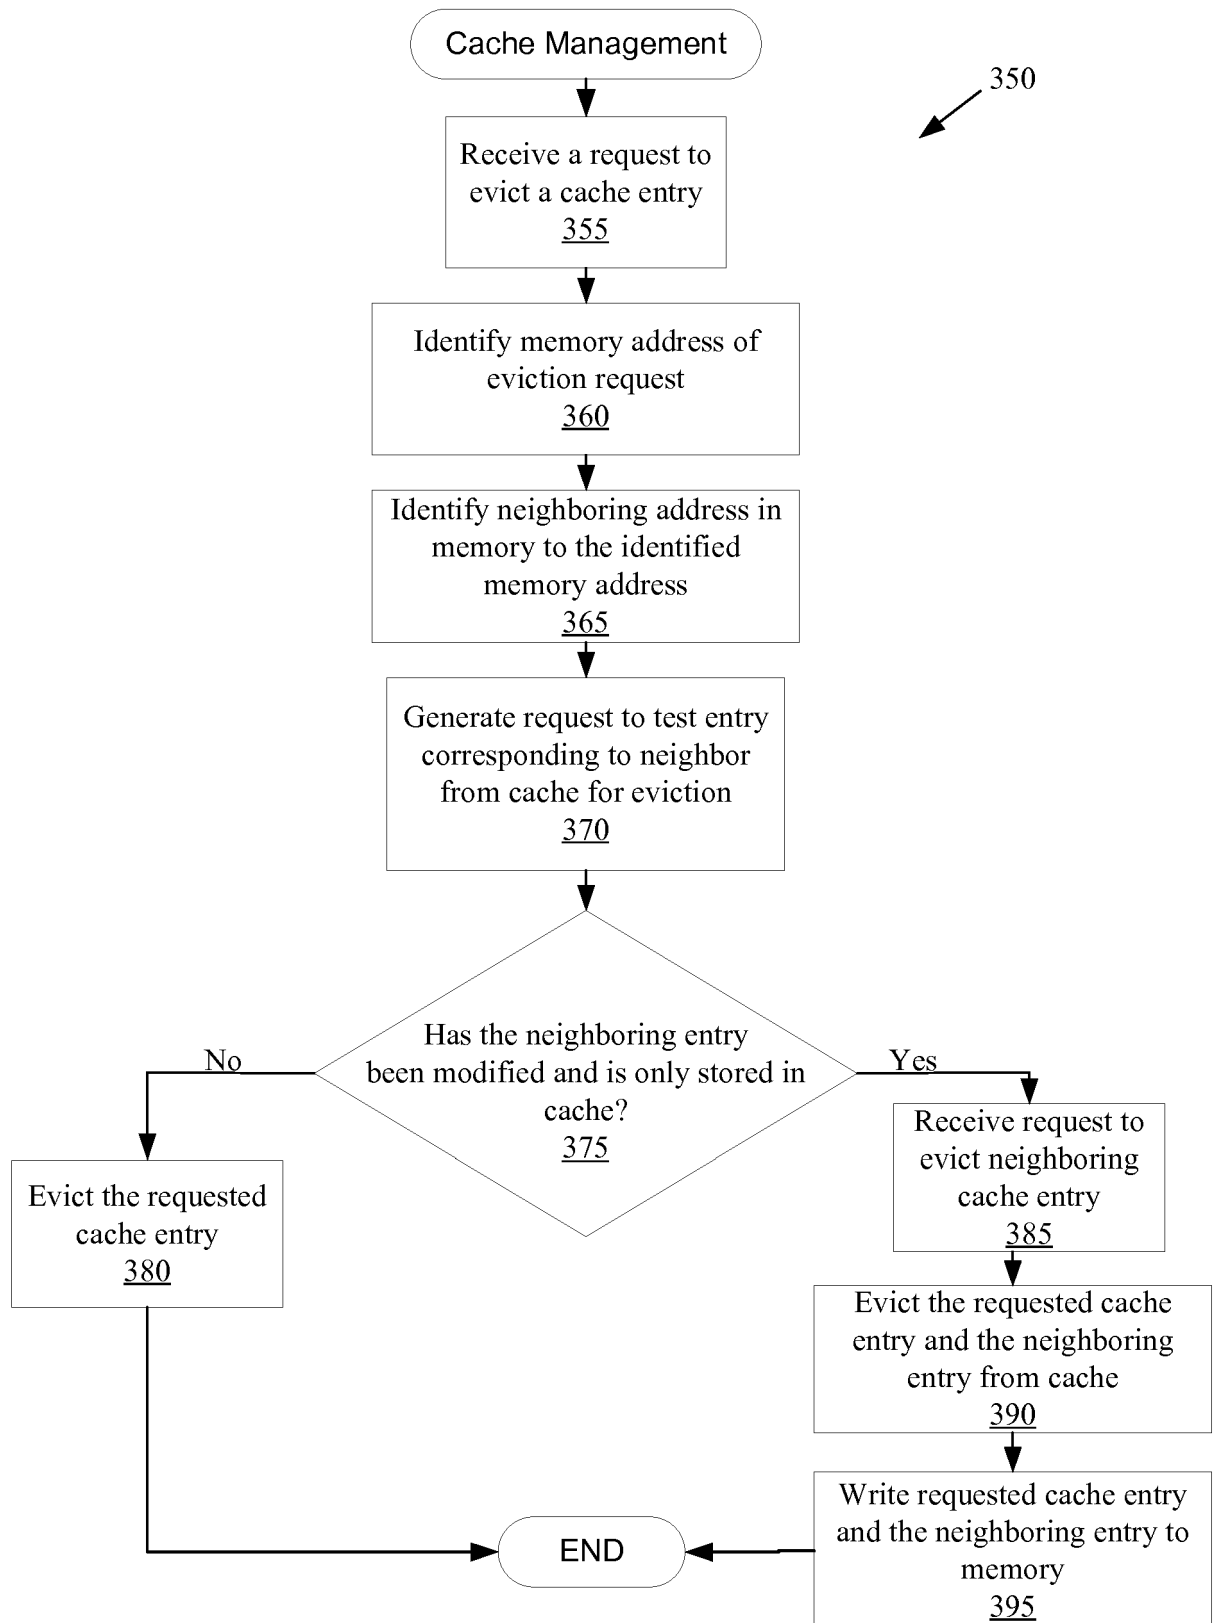 Cache Management
350
Receive a request to
evict a cache entry
355
Identify memory address of
eviction request
360
Identify neighboring address in
memory to the identified
memory address
365
Generate request to test entry
corresponding to neighbor
from cache for eviction
370
Has the neighboring entry
been modified and is only stored in
cache?
375
No
Yes
Evict the requested
cache entry
380
Receive request to
evict neighboring
cache entry
385
Evict the requested cache
entry and the neighboring
entry from cache
390
Write requested cache entry
and the neighboring entry to
memory
395
END